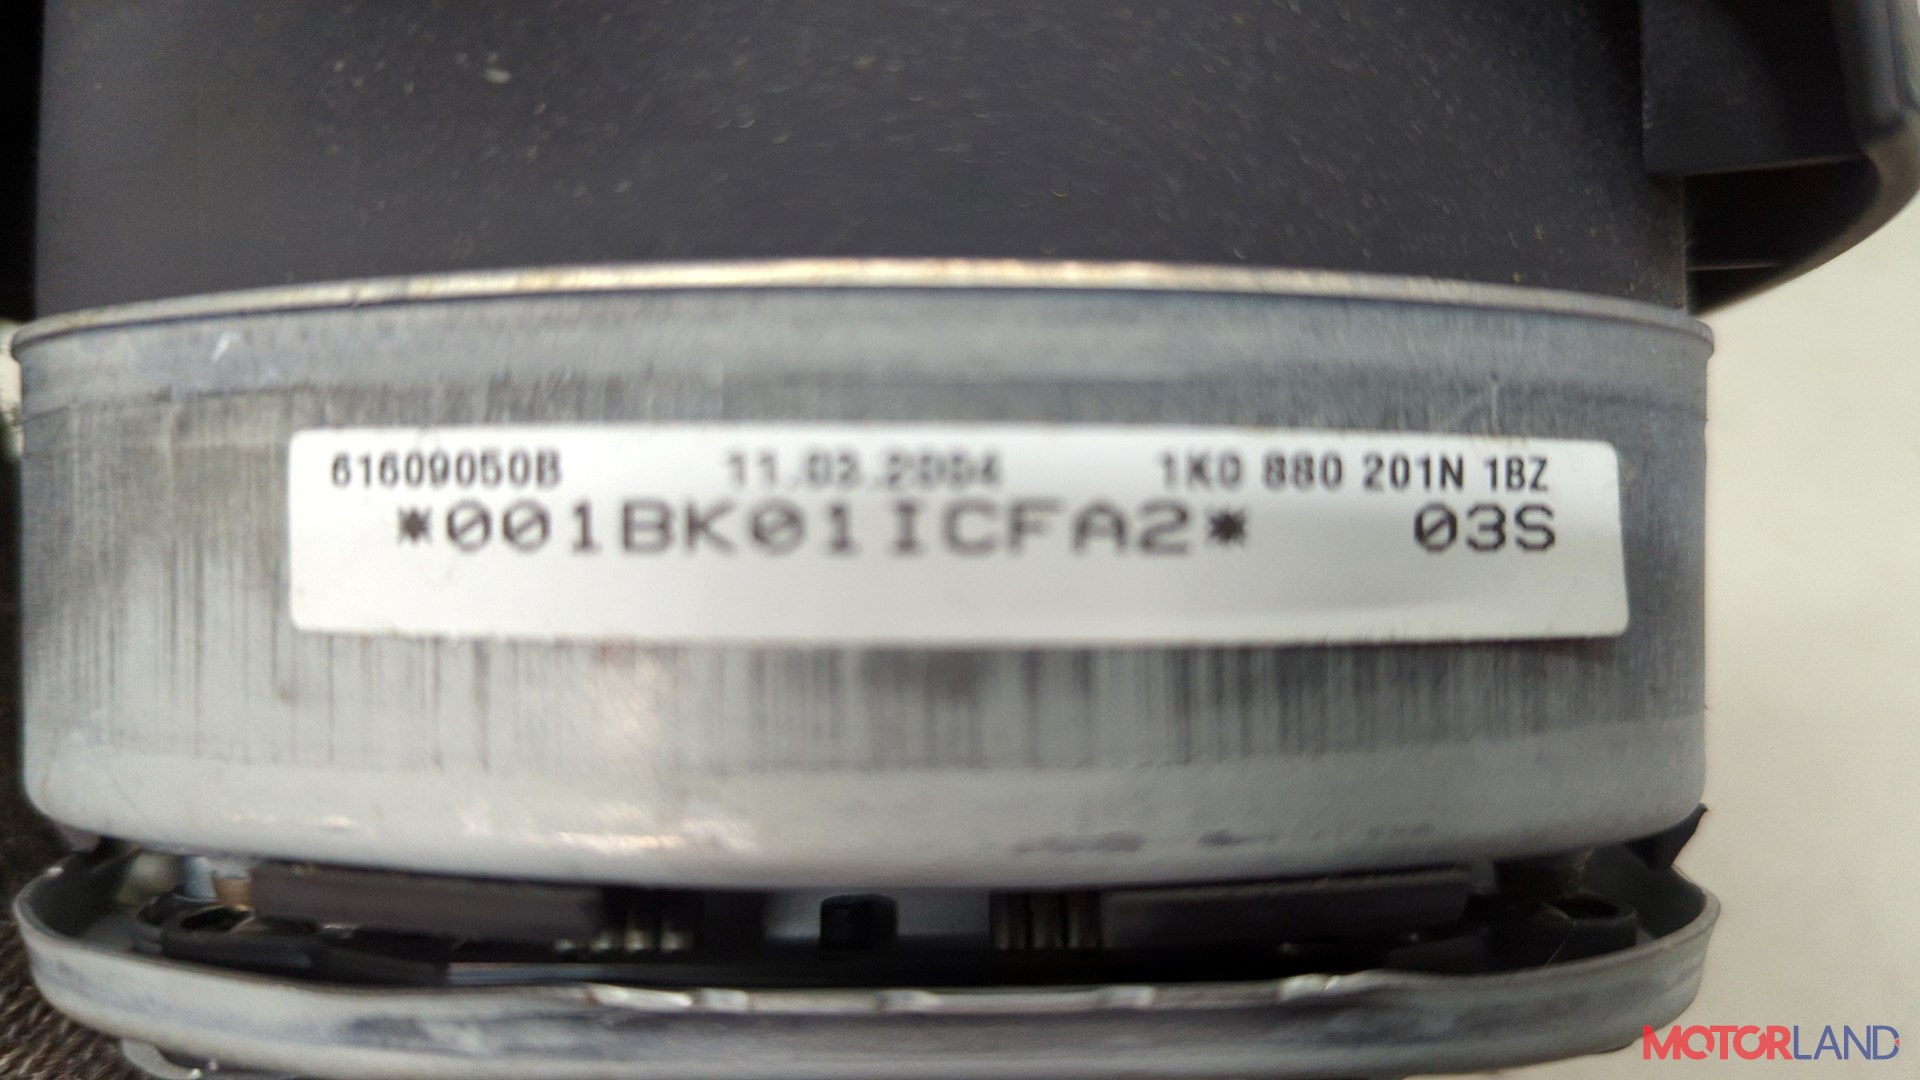 61609050B 11.03.2004 1K0 880 201N 1BZ
*001BK01ICFA2* 03S
MOTORLAND